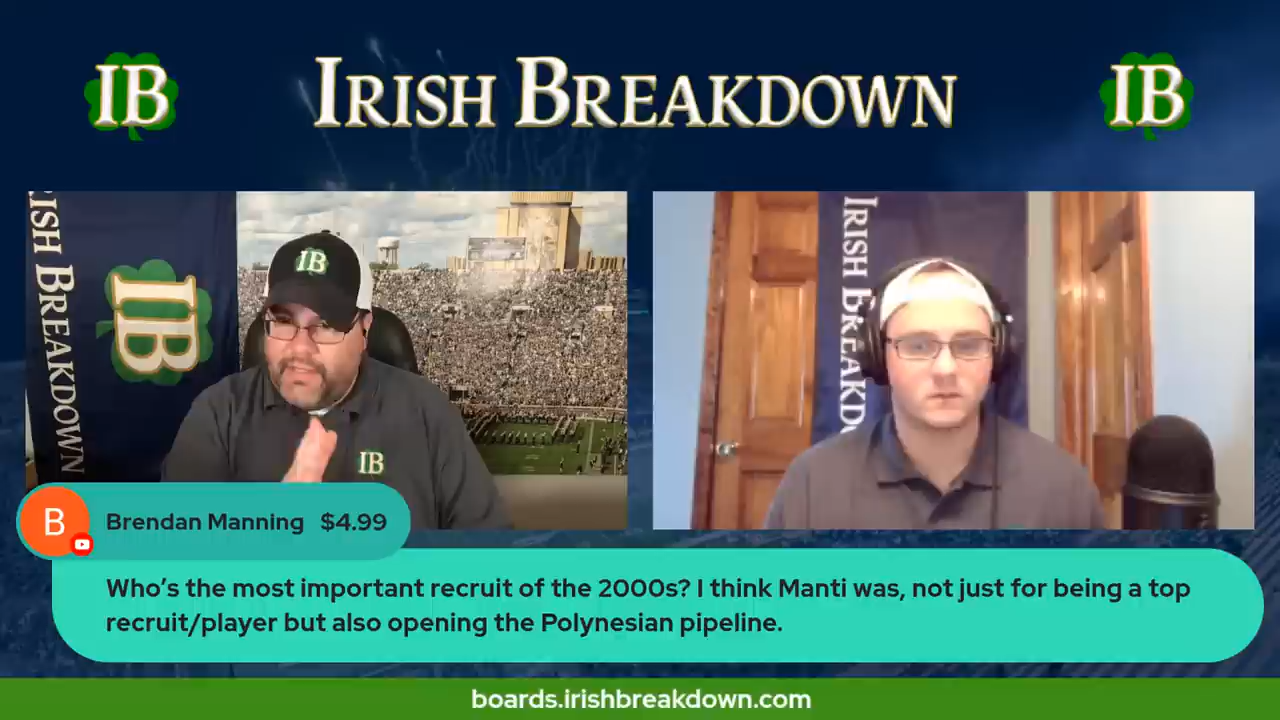 IB
IRISH BREAKDOWN
IB
IRISH BREAKDOWN
IB
IB
IB
IRISH BREAKD
B
Brendan Manning $4.99
Who's the most important recruit of the 2000s? I think Manti was, not just for being a top
recruit/player but also opening the Polynesian pipeline.
boards.irishbreakdown.com